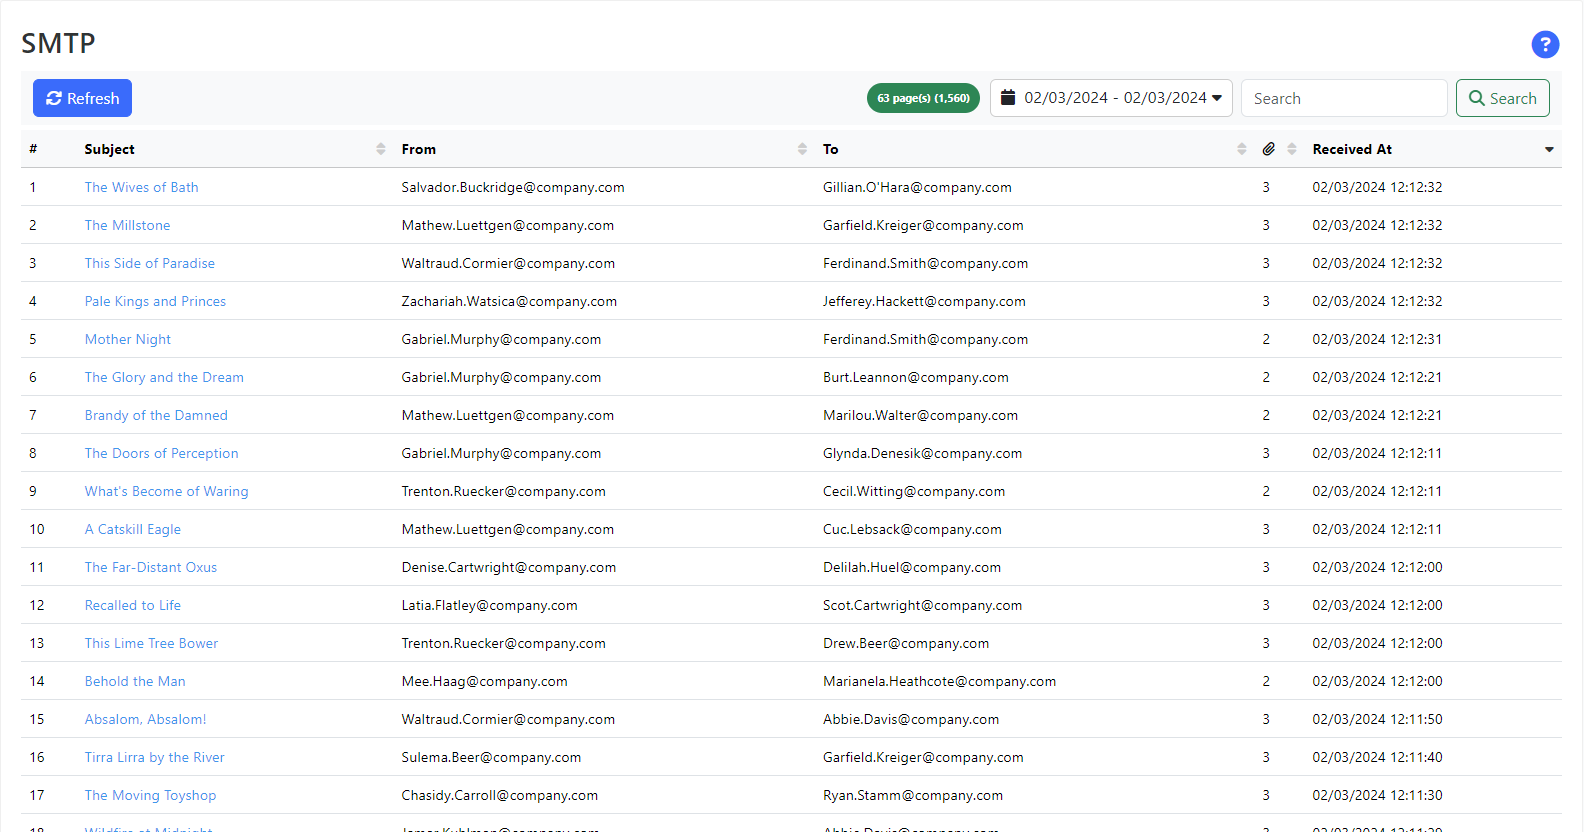 SMTP
?
Refresh 63 page(s) (1,560) 02/03/2024 - 02/03/2024 Search Search
# Subject From To Received At
1 The Wives of Bath Salvador.Buckridge@company.com Gillian.O'Hara@company.com 3 02/03/2024 12:12:32
2 The Millstone Mathew.Luettgen@company.com Garfield.Kreiger@company.com 3 02/03/2024 12:12:32
3 This Side of Paradise Waltraud.Cormier@company.com Ferdinand.Smith@company.com 3 02/03/2024 12:12:32
4 Pale Kings and Princes Zachariah.Watsica@company.com Jefferey.Hackett@company.com 3 02/03/2024 12:12:32
5 Mother Night Gabriel.Murphy@company.com Ferdinand.Smith@company.com 2 02/03/2024 12:12:31
6 The Glory and the Dream Gabriel.Murphy@company.com Burt.Leannon@company.com 2 02/03/2024 12:12:21
7 Brandy of the Damned Mathew.Luettgen@company.com Marilou.Walter@company.com 2 02/03/2024 12:12:21
8 The Doors of Perception Gabriel.Murphy@company.com Glynda.Denesik@company.com 3 02/03/2024 12:12:11
9 What's Become of Waring Trenton.Ruecker@company.com Cecil.Witting@company.com 2 02/03/2024 12:12:11
10 A Catskill Eagle Mathew.Luettgen@company.com Cuc.Lebsack@company.com 3 02/03/2024 12:12:11
11 The Far-Distant Oxus Denise.Cartwright@company.com Delilah.Huel@company.com 3 02/03/2024 12:12:00
12 Recalled to Life Latia.Flatley@company.com Scot.Cartwright@company.com 3 02/03/2024 12:12:00
13 This Lime Tree Bower Trenton.Ruecker@company.com Drew.Beer@company.com 3 02/03/2024 12:12:00
14 Behold the Man Mee.Haag@company.com Marianela.Heathcote@company.com 2 02/03/2024 12:12:00
15 Absalom, Absalom! Waltraud.Cormier@company.com Abbie.Davis@company.com 3 02/03/2024 12:11:50
16 Tirra Lirra by the River Sulema.Beer@company.com Garfield.Kreiger@company.com 3 02/03/2024 12:11:40
17 The Moving Toyshop Chasidy.Carroll@company.com Ryan.Stamm@company.com 3 02/03/2024 12:11:30